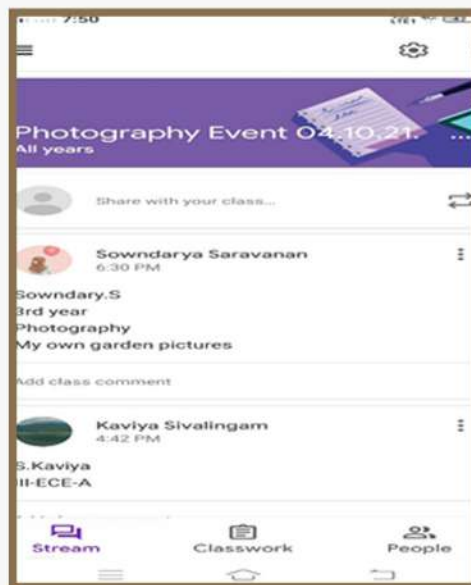 7:50
Photography Event 04.10.21. ...
All years
Share with your class...
Sowndarya Saravanan
6:30 PM
Sowndary.S
3rd year
Photography
My own garden pictures
Add class comment
Kaviya Sivalingam
4:42 PM
S.Kaviya
III-ECE-A
Stream
Classwork
People